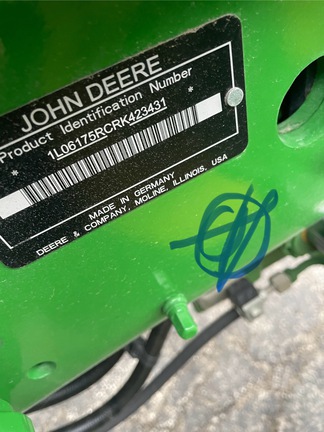 JOHN DEERE
Product Identification Number
* 1L06175RCRK423431 *
MADE IN GERMANY
DEERE & COMPANY, MOLINE, ILLINOIS, USA